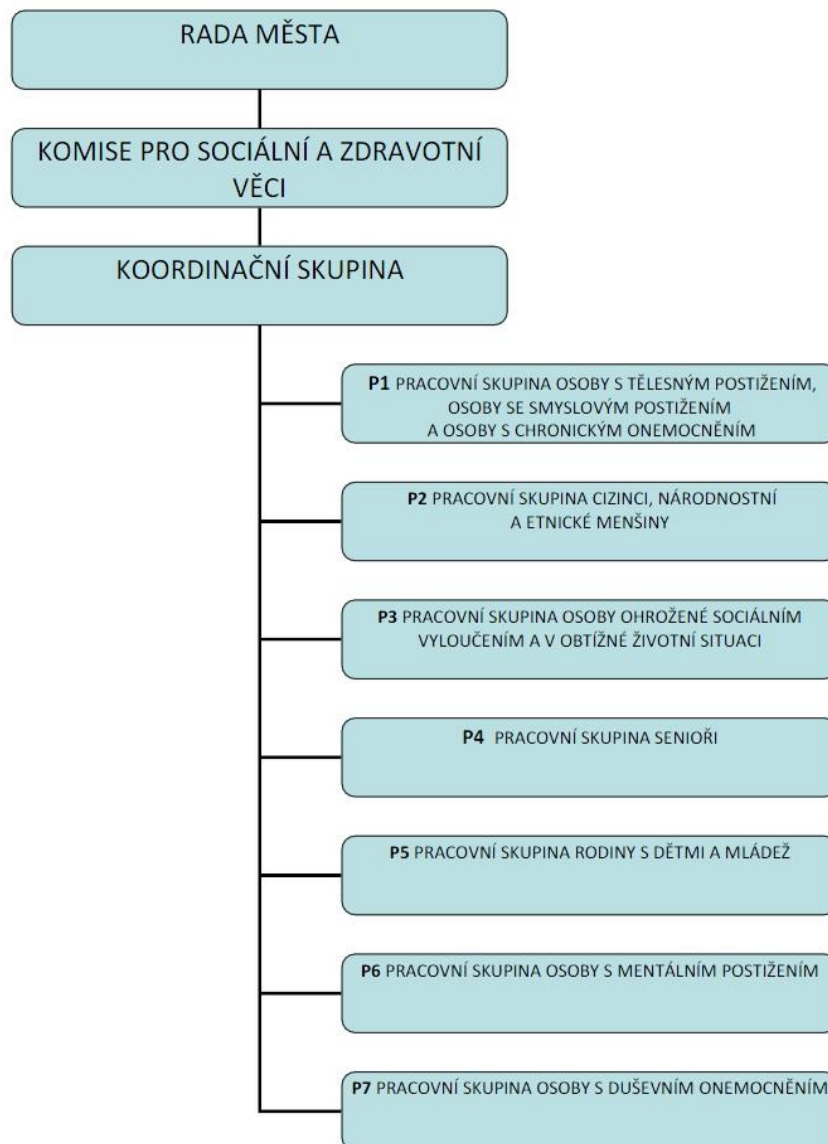 RADA MĚSTA
KOMISE PRO SOCIÁLNÍ A ZDRAVOTNÍ
VĚCI
KOORDINAČNÍ SKUPINA
P1 PRACOVNÍ SKUPINA OSOBY S TĚLESNÝM POSTIŽENÍM,
OSOBY SE SMYSLOVÝM POSTIŽENÍM
A OSOBY S CHRONICKÝM ONEMOCNĚNÍM
P2 PRACOVNÍ SKUPINA CIZINCI, NÁRODNOSTNÍ
A ETNICKÉ MENŠINY
P3 PRACOVNÍ SKUPINA OSOBY OHROŽENÉ SOCIÁLNÍM
VYLOUČENÍM A V OBTÍŽNÉ ŽIVOTNÍ SITUACI
P4 PRACOVNÍ SKUPINA SENIOŘI
P5 PRACOVNÍ SKUPINA RODINY S DĚTMI A MLÁDEŽ
P6 PRACOVNÍ SKUPINA OSOBY S MENTÁLNÍM POSTIŽENÍM
P7 PRACOVNÍ SKUPINA OSOBY S DUŠEVNÍM ONEMOCNĚNÍM